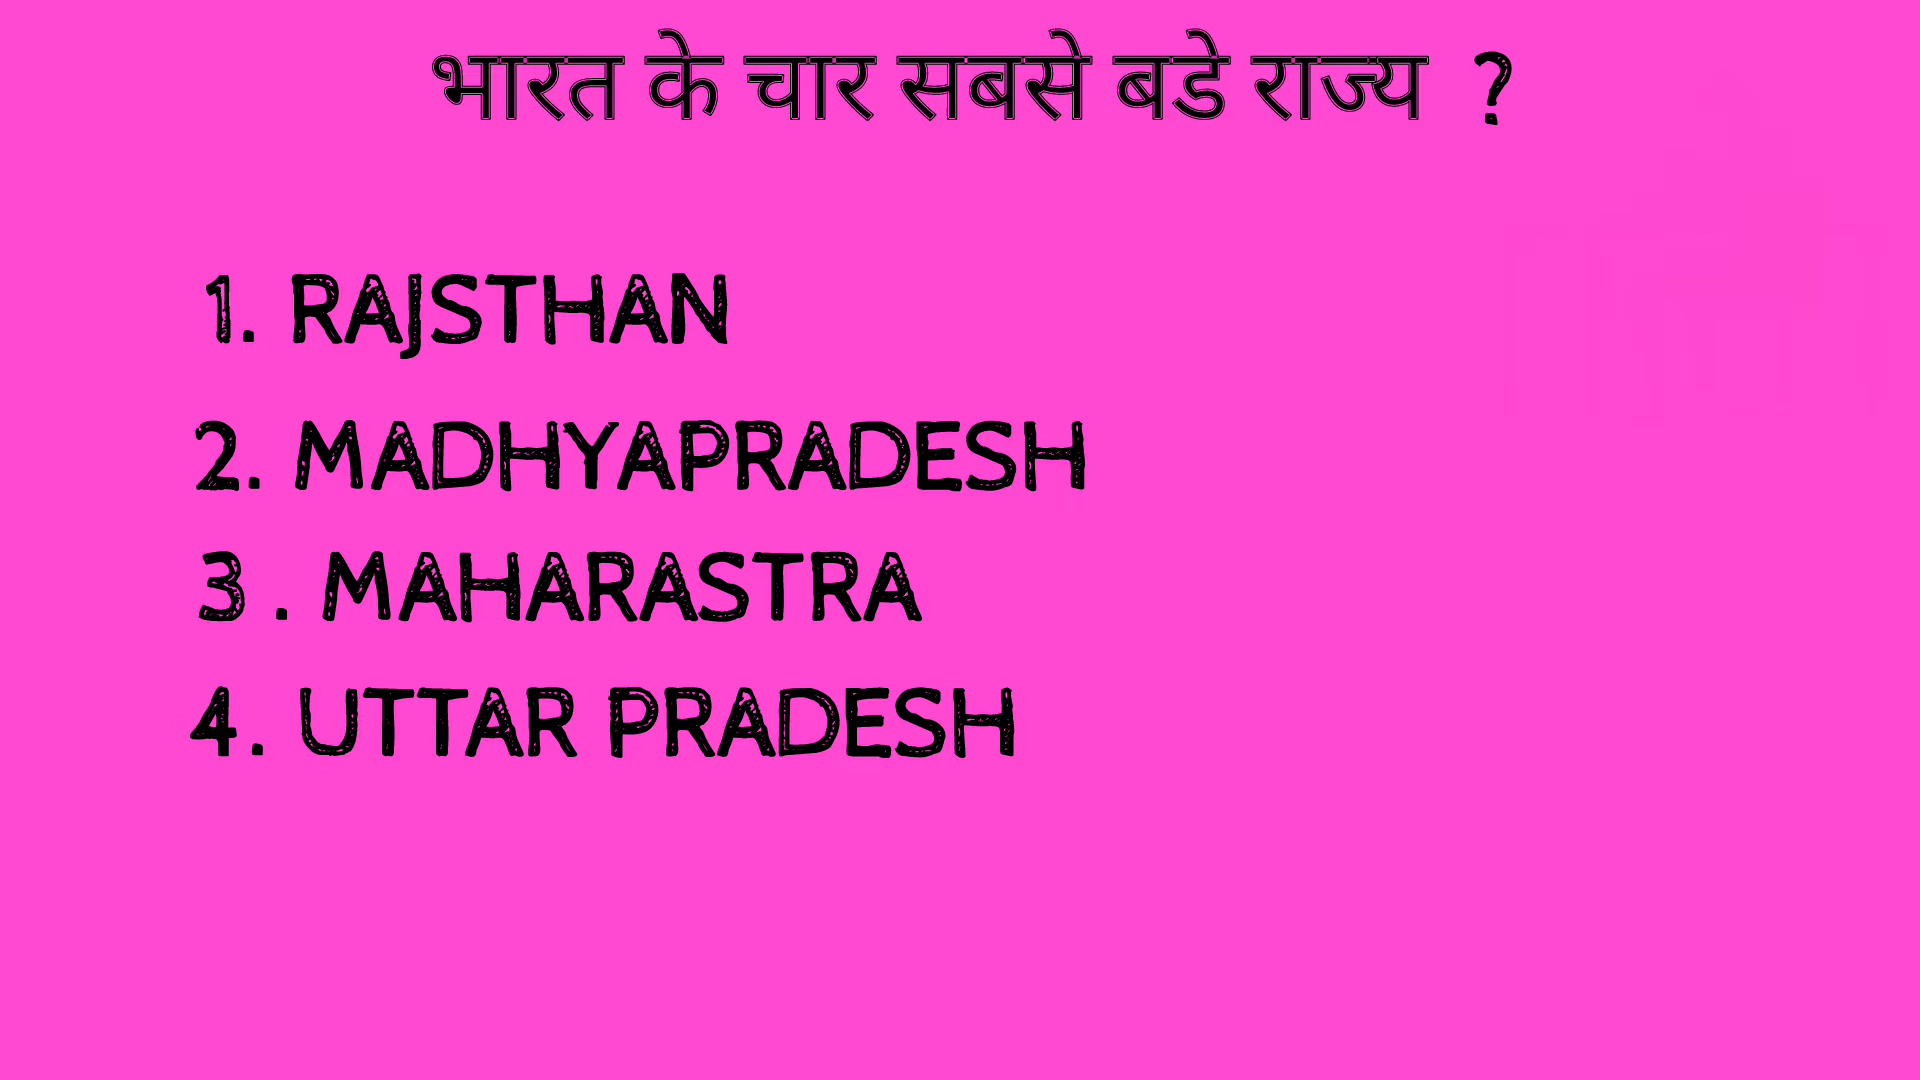 भारत के चार सबसे बडे राज्य ?
1. RAJSTHAN
2. MADHYAPRADESH
3 . MAHARASTRA
4. UTTAR PRADESH